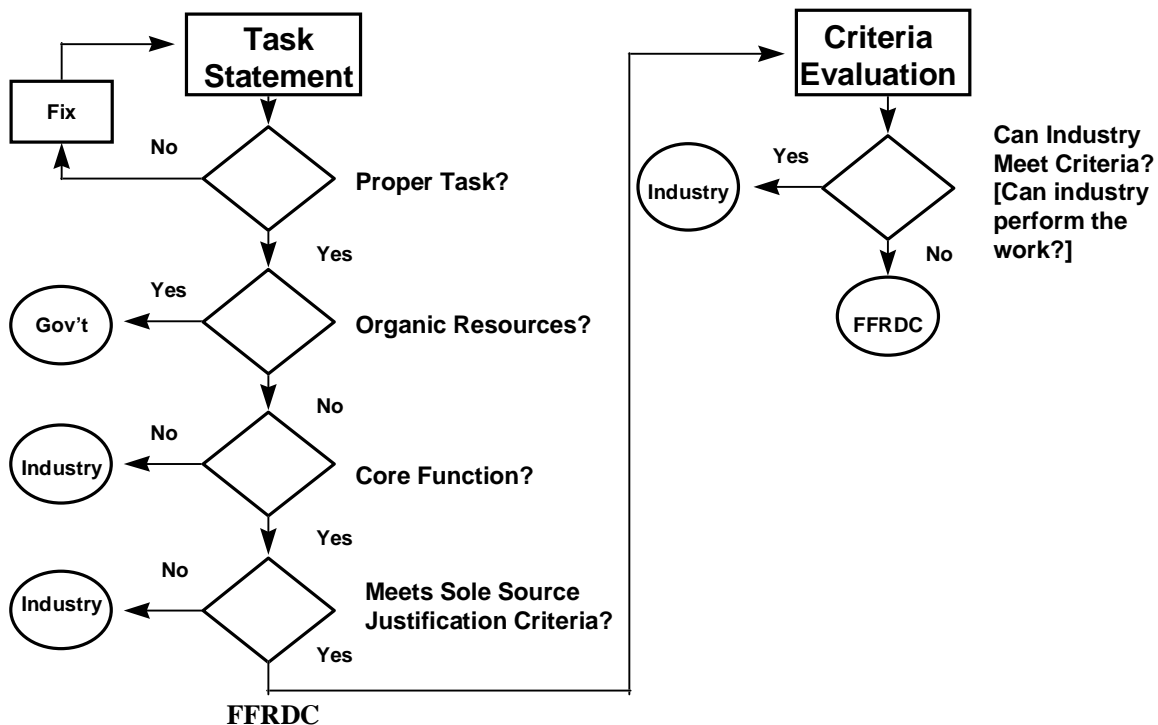 Task
Statement
Fix
No
Proper Task?
Yes
Yes
Gov't
Organic Resources?
No
No
Industry
Core Function?
Yes
No
Industry
Meets Sole Source
Justification Criteria?
Yes
FFRDC
Criteria
Evaluation
Yes
Industry
Can Industry
Meet Criteria?
[Can industry
perform the
work?]
No
FFRDC